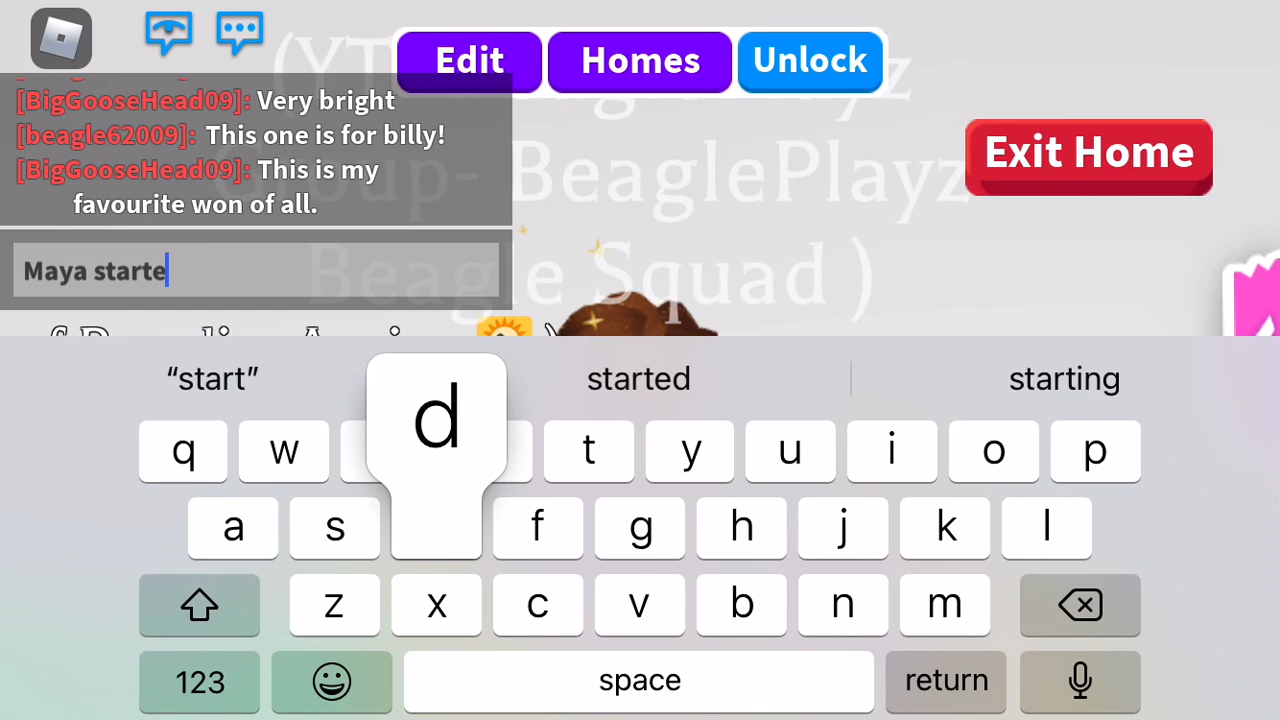 Edit Homes Unlock
[BigGooseHead09]: Very bright
[beagle62009]: This one is for billy!
[BigGooseHead09]: This is my
favourite won of all.
Exit Home
Group- BeaglePlayz
Beagle Squad )
Maya starte
“start” started starting
d
q w t y u i o p
a s f g h j k l
z x c v b n m
123 space return